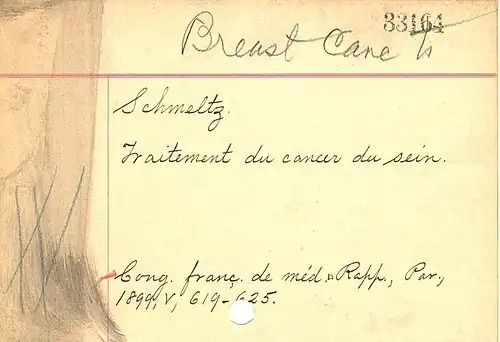 33164
Breast Canc
Schmeltz.
Traitement du cancer du sein.
Cong. franç. de méd. Rapp., Par.,
1899, V, 619-625.